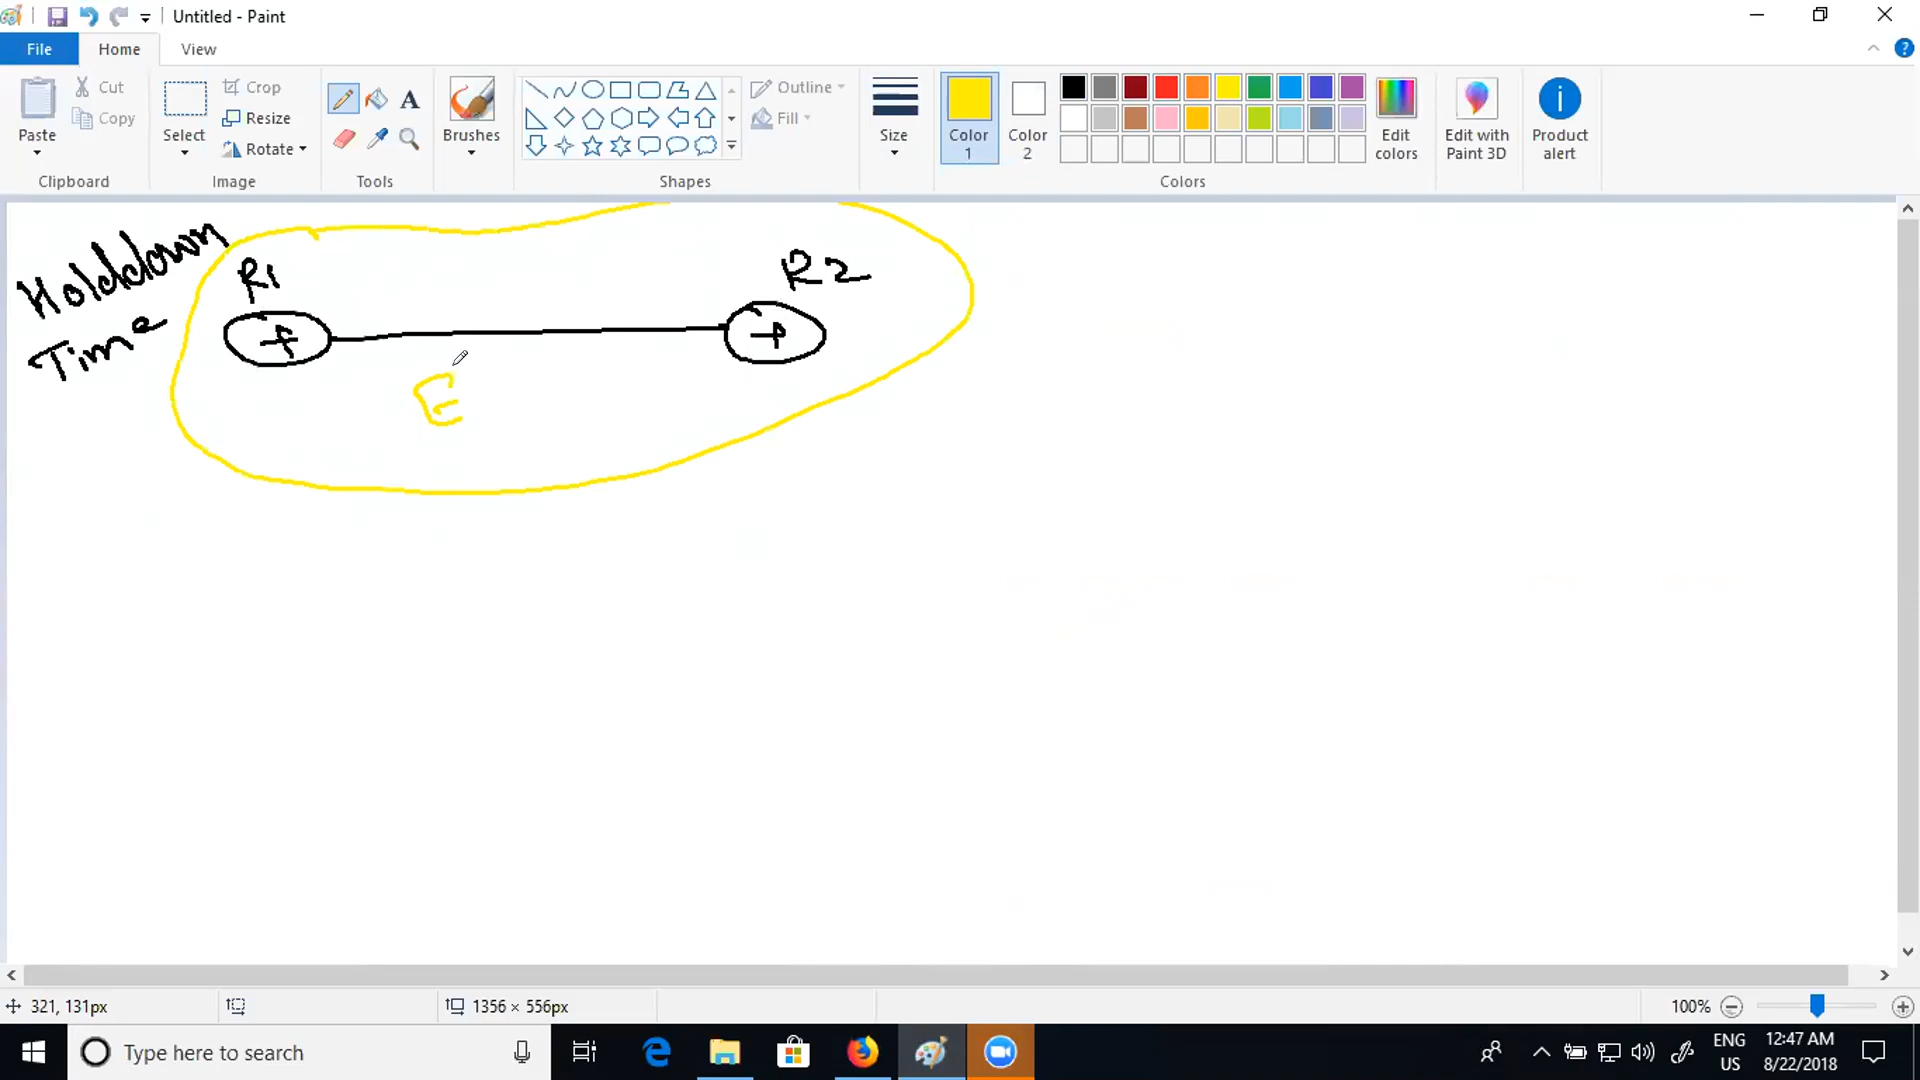 Untitled - Paint
File Home View
Paste
Cut
Copy
Clipboard
Select
Crop
Resize
Rotate
Image
A
Tools
Brushes
Shapes
Outline
Fill
Size
Color 1
Color 2
Edit colors
Colors
Edit with Paint 3D
Product alert
Holddown
Time
R1
R2
E
321, 131px
1356 × 556px
100%
Type here to search
ENG
US
12:47 AM
8/22/2018